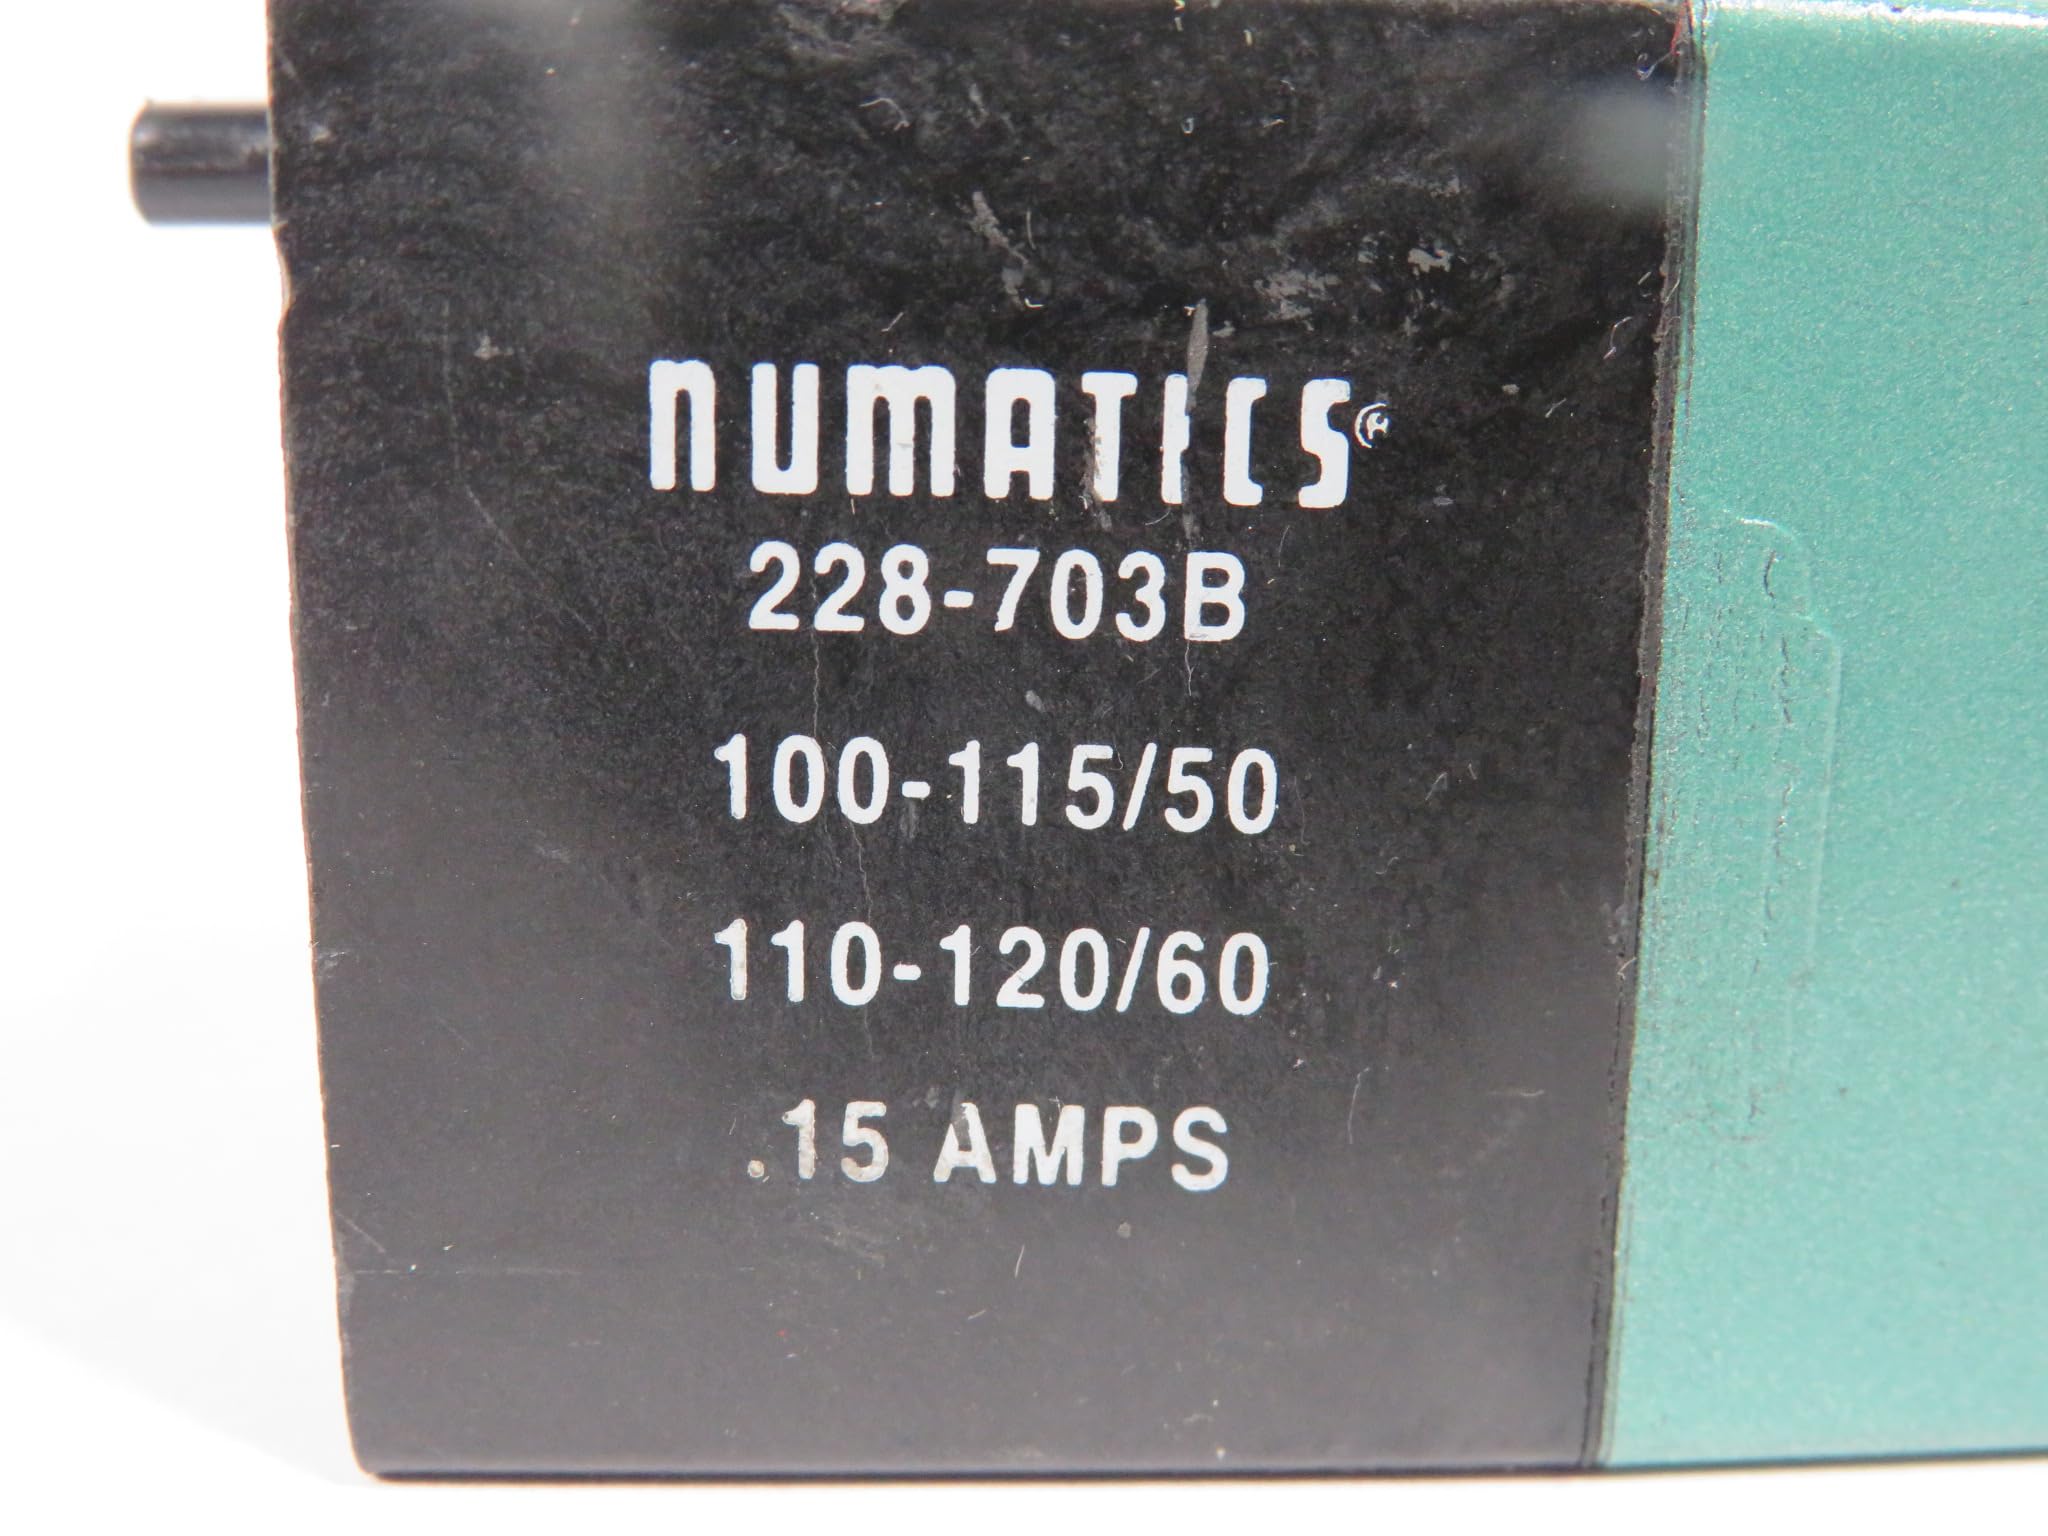 NUMATICS®
228-703B
100-115/50
110-120/60
.15 AMPS